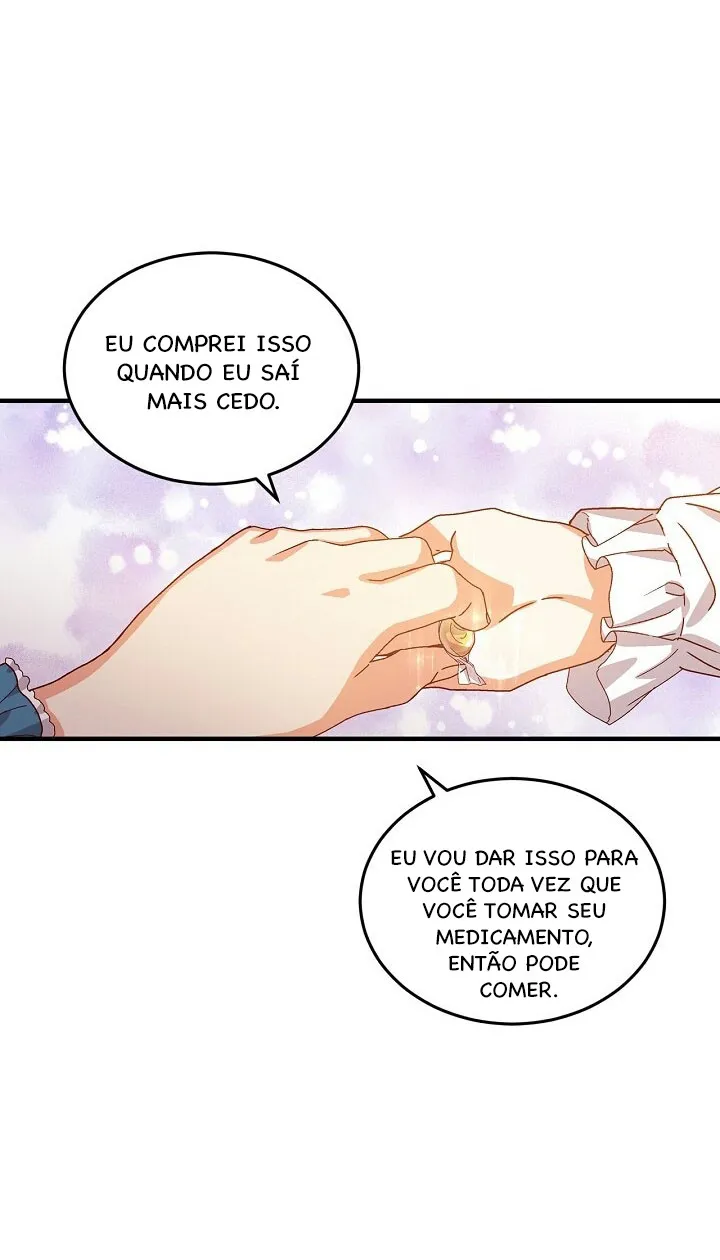 EU COMPREI ISSO
QUANDO EU SAÍ
MAIS CEDO.
EU VOU DAR ISSO PARA
VOCÊ TODA VEZ QUE
VOCÊ TOMAR SEU
MEDICAMENTO,
ENTÃO PODE
COMER.